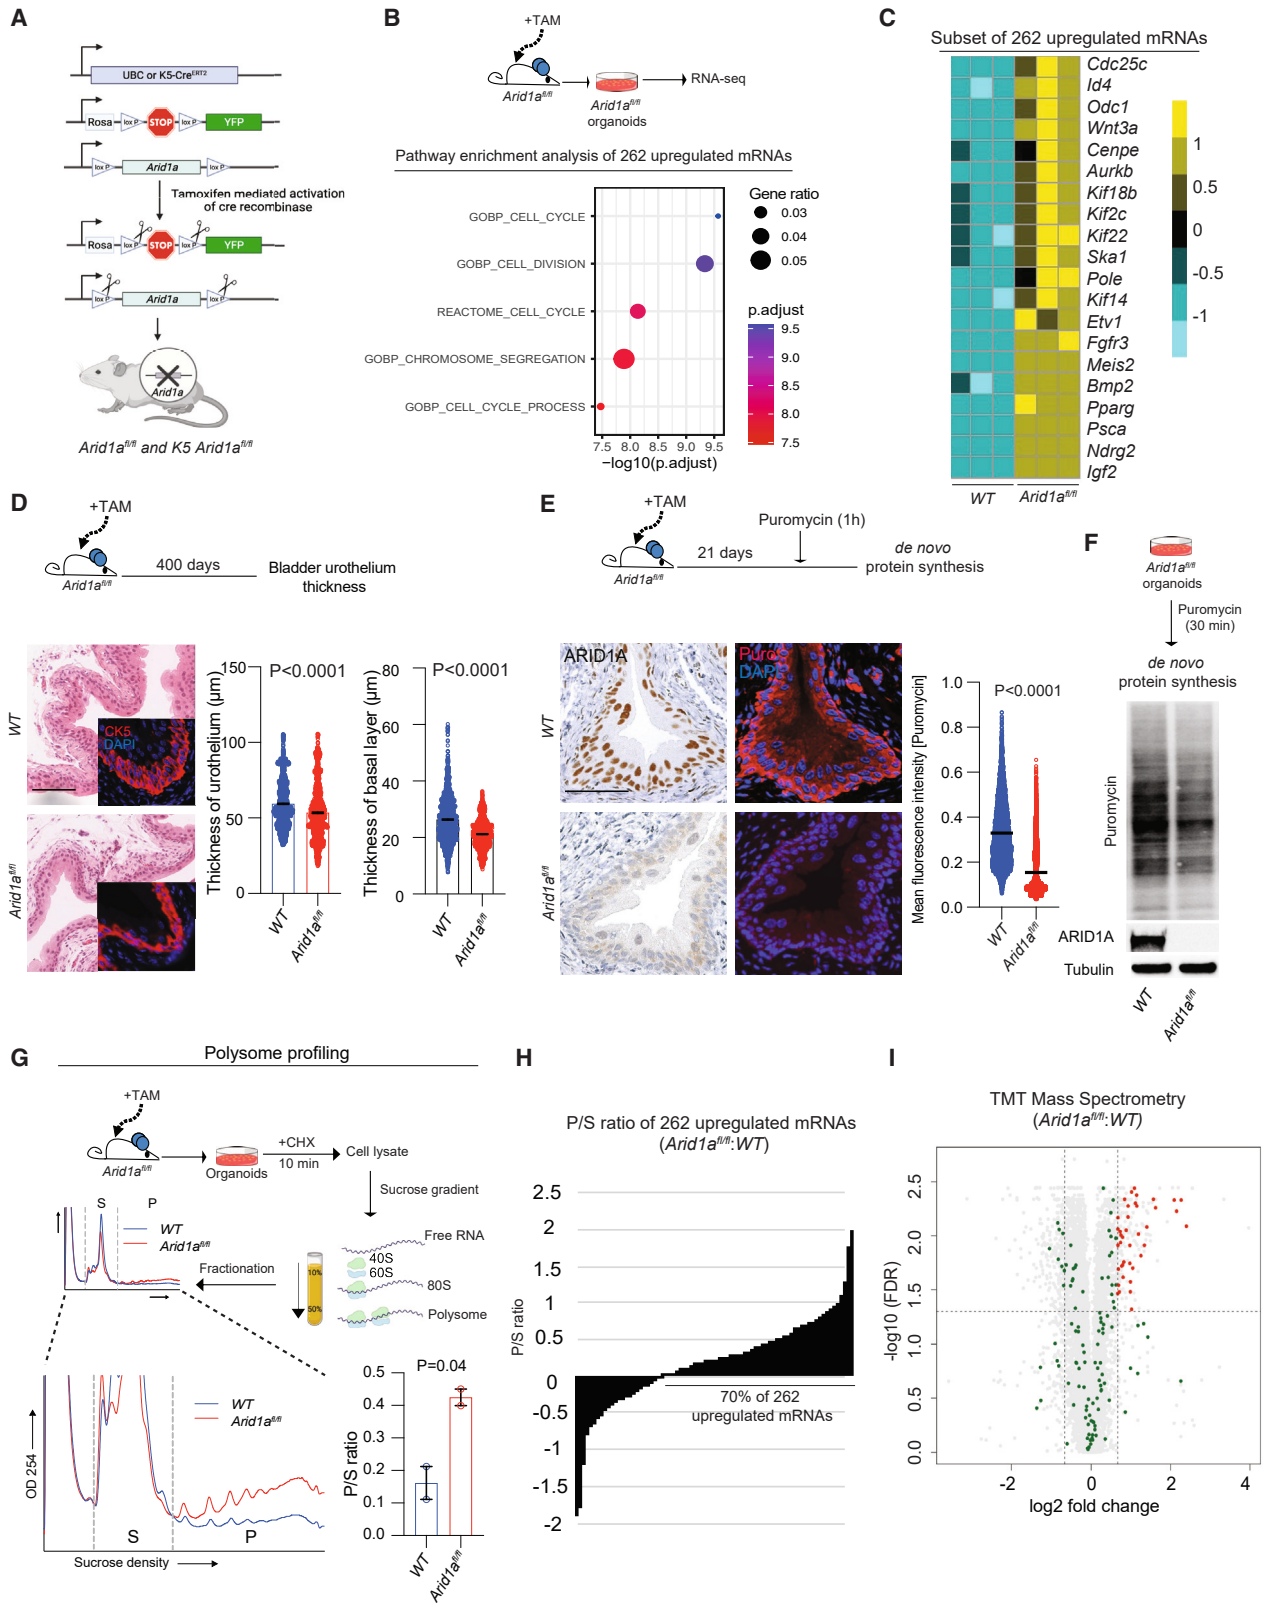 A
UBC or K5-CreERT2
Rosa
lox P
STOP
lox P
YFP
lox P
Arid1a
lox P
Tamoxifen mediated activation
of cre recombinase
Rosa
lox P
STOP
lox P
YFP
lox P
Arid1a
lox P
Arid1a
Arid1afl/fl and K5 Arid1afl/fl
B
+TAM
Arid1afl/fl
Arid1afl/fl
organoids
RNA-seq
Pathway enrichment analysis of 262 upregulated mRNAs
GOBP_CELL_CYCLE
GOBP_CELL_DIVISION
REACTOME_CELL_CYCLE
GOBP_CHROMOSOME_SEGREGATION
GOBP_CELL_CYCLE_PROCESS
7.5 8.0 8.5 9.0 9.5
−log10(p.adjust)
Gene ratio
0.03
0.04
0.05
p.adjust
9.5
9.0
8.5
8.0
7.5
C
Subset of 262 upregulated mRNAs
Cdc25c
Id4
Odc1
Wnt3a
Cenpe
Aurkb
Kif18b
Kif2c
Kif22
Ska1
Pole
Kif14
Etv1
Fgfr3
Meis2
Bmp2
Pparg
Psca
Ndrg2
Igf2
WT
Arid1afl/fl
1
0.5
0
-0.5
-1
D
+TAM
Arid1afl/fl
400 days
Bladder urothelium
thickness
WT
CK5
DAPI
Arid1afl/fl
Thickness of urothelium (µm)
150
100
50
0
P<0.0001
WT
Arid1afl/fl
Thickness of basal layer (µm)
80
60
40
20
0
P<0.0001
WT
Arid1afl/fl
E
+TAM
Arid1afl/fl
21 days
Puromycin (1h)
de novo
protein synthesis
WT
ARID1A
Puro
DAPI
Arid1afl/fl
Mean fluorescence intensity [Puromycin]
1.0
0.8
0.6
0.4
0.2
0.0
P<0.0001
WT
Arid1afl/fl
F
Arid1afl/fl
organoids
Puromycin
(30 min)
de novo
protein synthesis
Puromycin
ARID1A
Tubulin
WT
Arid1afl/fl
G
Polysome profiling
+TAM
Arid1afl/fl
Organoids
+CHX
10 min
Cell lysate
Sucrose gradient
Free RNA
40S
60S
80S
Polysome
10%
50%
Fractionation
S
P
WT
Arid1afl/fl
OD 254
WT
Arid1afl/fl
S
P
Sucrose density
P/S ratio
0.5
0.4
0.3
0.2
0.1
0.0
P=0.04
WT
Arid1afl/fl
H
P/S ratio of 262 upregulated mRNAs
(Arid1afl/fl:WT)
P/S ratio
2.5
2
1.5
1
0.5
0
-0.5
-1
-1.5
-2
70% of 262
upregulated mRNAs
I
TMT Mass Spectrometry
(Arid1afl/fl:WT)
-log10 (FDR)
2.5
2.0
1.5
1.0
0.5
0.0
-2 0 2 4
log2 fold change